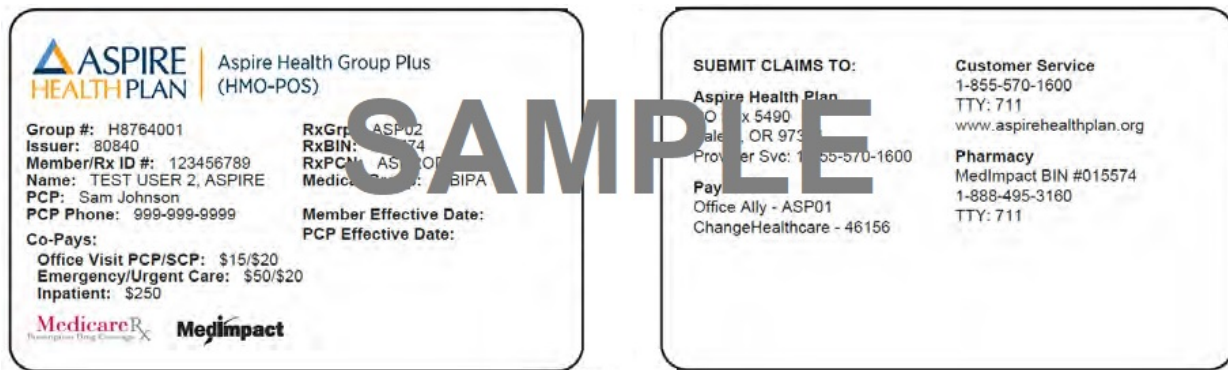 ASPIRE
HEALTH PLAN
Aspire Health Group Plus
(HMO-POS)
Group #: H8764001
Issuer: 80840
Member/Rx ID #: 123456789
Name: TEST USER 2, ASPIRE
PCP: Sam Johnson
PCP Phone: 999-999-9999
Co-Pays:
Office Visit PCP/SCP: $15/$20
Emergency/Urgent Care: $50/$20
Inpatient: $250
RxGrp: ASP02
RxBIN:
RxPCN:
Member Effective Date:
PCP Effective Date:
MedicareRx
Prescription Drug Coverage
MedImpact
SAMPLE
SUBMIT CLAIMS TO:
Aspire Health Plan
5490
OR
Svc:
Office Ally - ASP01
ChangeHealthcare - 46156
Customer Service
1-855-570-1600
TTY: 711
www.aspirehealthplan.org
Pharmacy
MedImpact BIN #015574
1-888-495-3160
TTY: 711